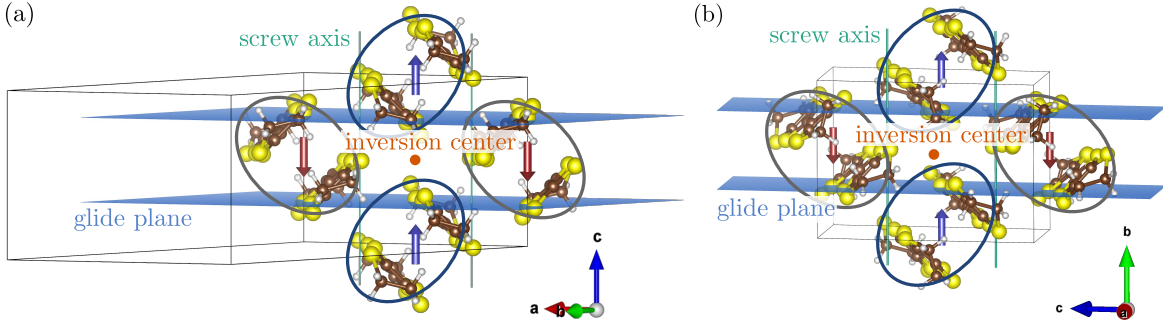 (a)
screw axis
inversion center
glide plane
c
a
b
(b)
screw axis
inversion center
glide plane
b
c
a